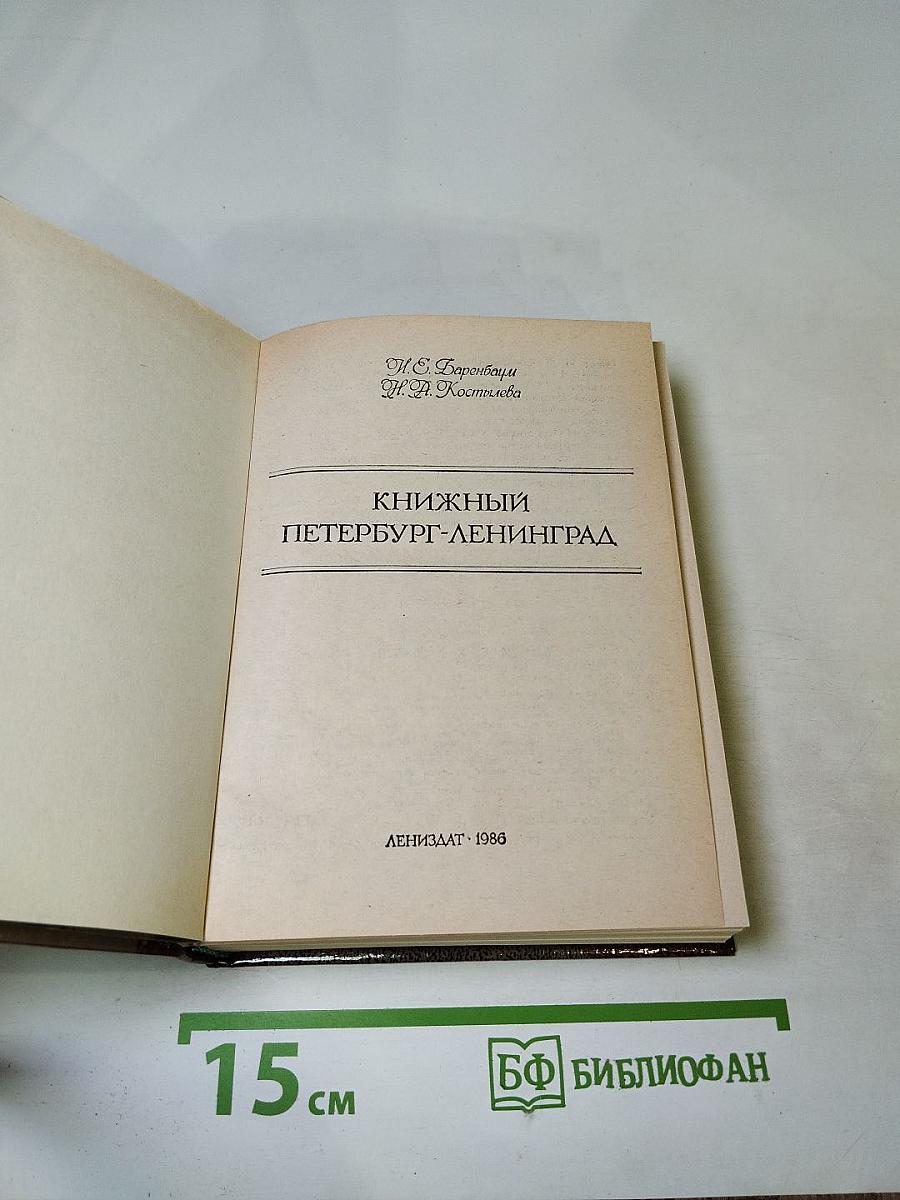 И. Е. Баренбаум
Н. А. Костылева
КНИЖНЫЙ
ПЕТЕРБУРГ-ЛЕНИНГРАД
ЛЕНИЗДАТ · 1986
15 см
БФ БИБЛИОФАН